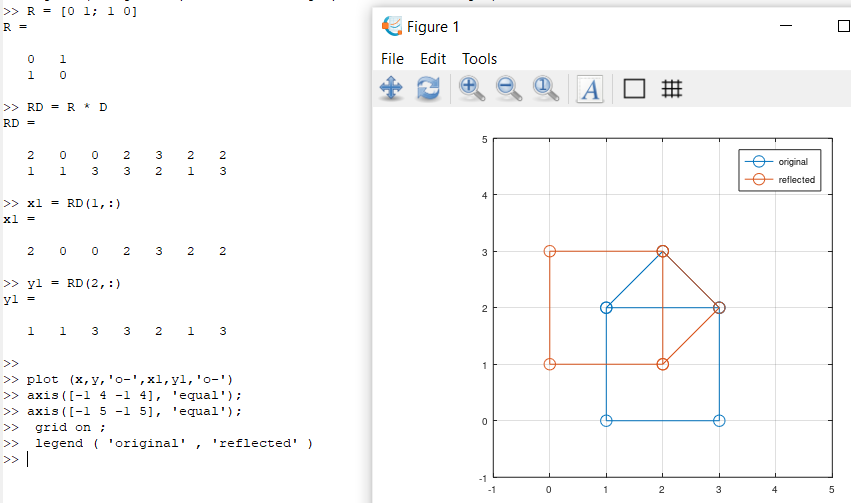 >> R = [0 1; 1 0]
R =
0 1
1 0
>> RD = R * D
RD =
2 0 0 2 3 2 2
1 1 3 3 2 1 3
>> x1 = RD(1,:)
x1 =
2 0 0 2 3 2 2
>> y1 = RD(2,:)
y1 =
1 1 3 3 2 1 3
>>
>> plot (x,y,'o-',x1,y1,'o-')
>> axis([-1 4 -1 4], 'equal');
>> axis([-1 5 -1 5], 'equal');
>> grid on ;
>> legend ( 'original' , 'reflected' )
>>
Figure 1
File Edit Tools
A
5
original
reflected
4
3
2
1
0
-1
-1 0 1 2 3 4 5